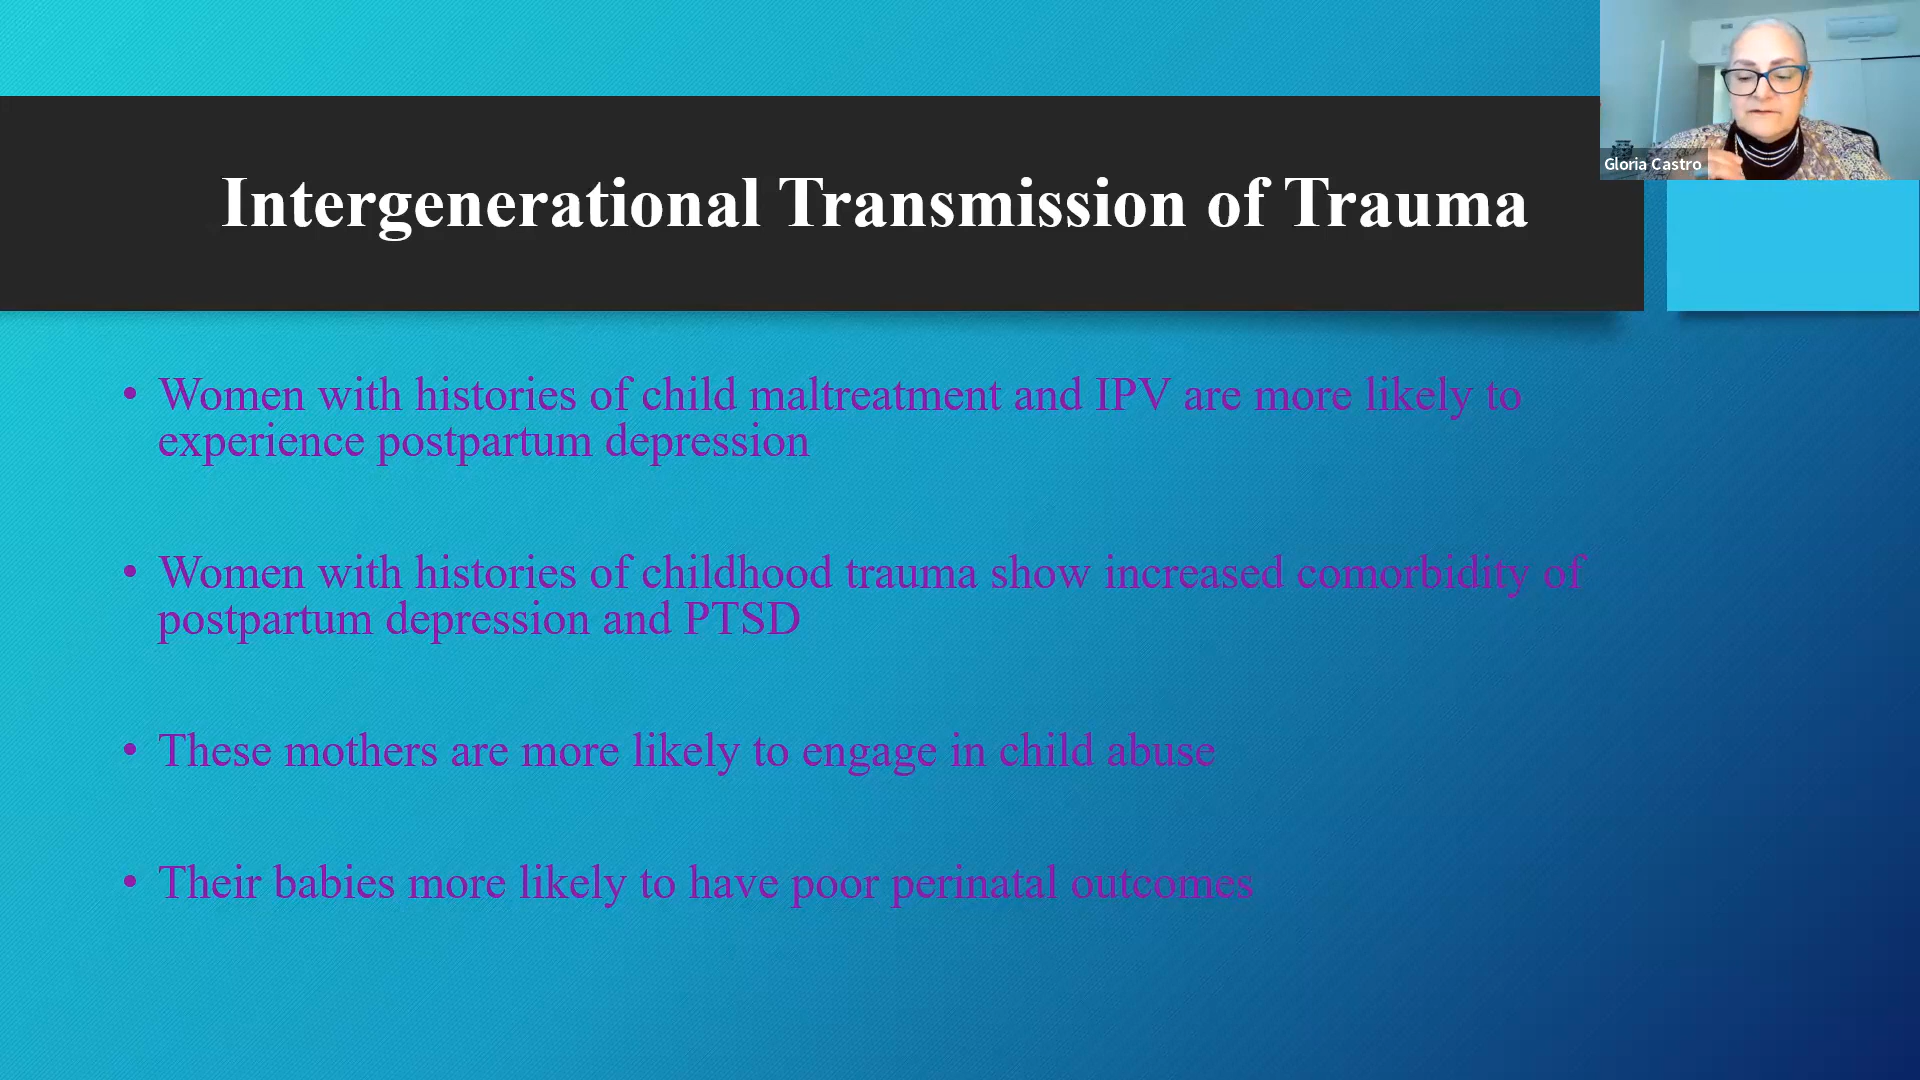 Gloria Castro
Intergenerational Transmission of Trauma
• Women with histories of child maltreatment and IPV are more likely to
experience postpartum depression
• Women with histories of childhood trauma show increased comorbidity of
postpartum depression and PTSD
• These mothers are more likely to engage in child abuse
• Their babies more likely to have poor perinatal outcomes